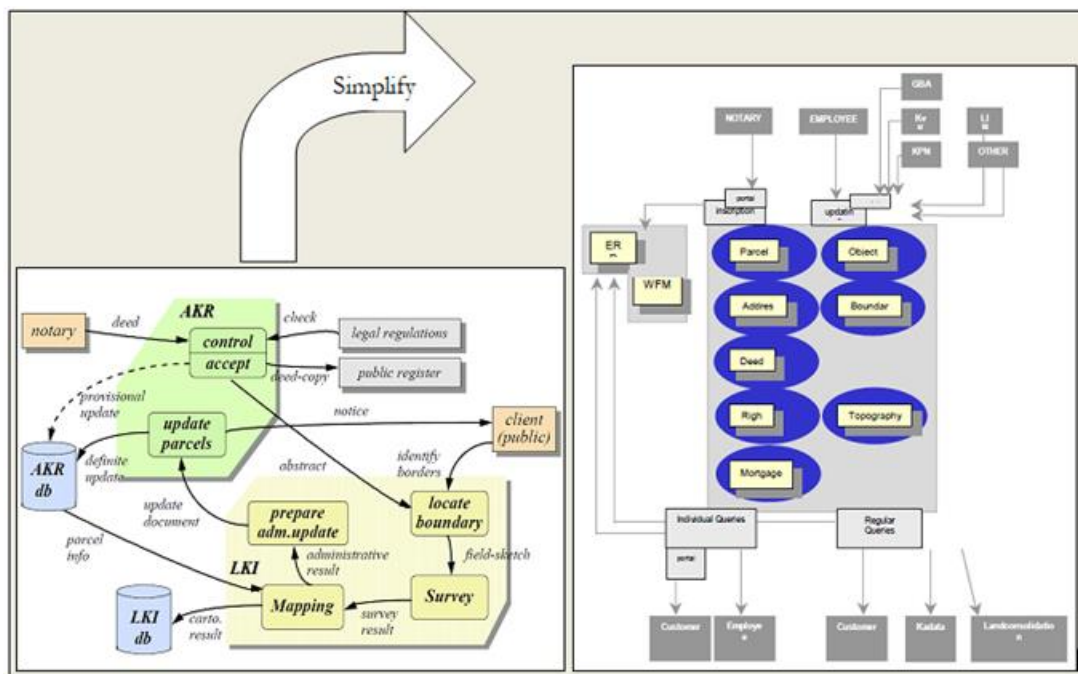 Simplify
AKR
notary
deed
control
accept
check
legal regulations
deed-copy
public register
provisional
update
update
parcels
notice
client
(public)
AKR
db
definite
update
abstract
identify
borders
update
document
prepare
adm.update
locate
boundary
parcel
info
LKI
administrative
result
field-sketch
Mapping
Survey
LKI
db
carto.
result
survey
result
GBA
NOTARY
EMPLOYEE
Kv
KPN
OTHER
portal
inscription
updatin
ER
WFM
Parcel
Object
Addres
Boundar
Deed
Righ
Topography
Mortgage
Individual Queries
Regular
Queries
portal
Customer
Employe
e
Customer
Kadata
Landconsolidatio
n